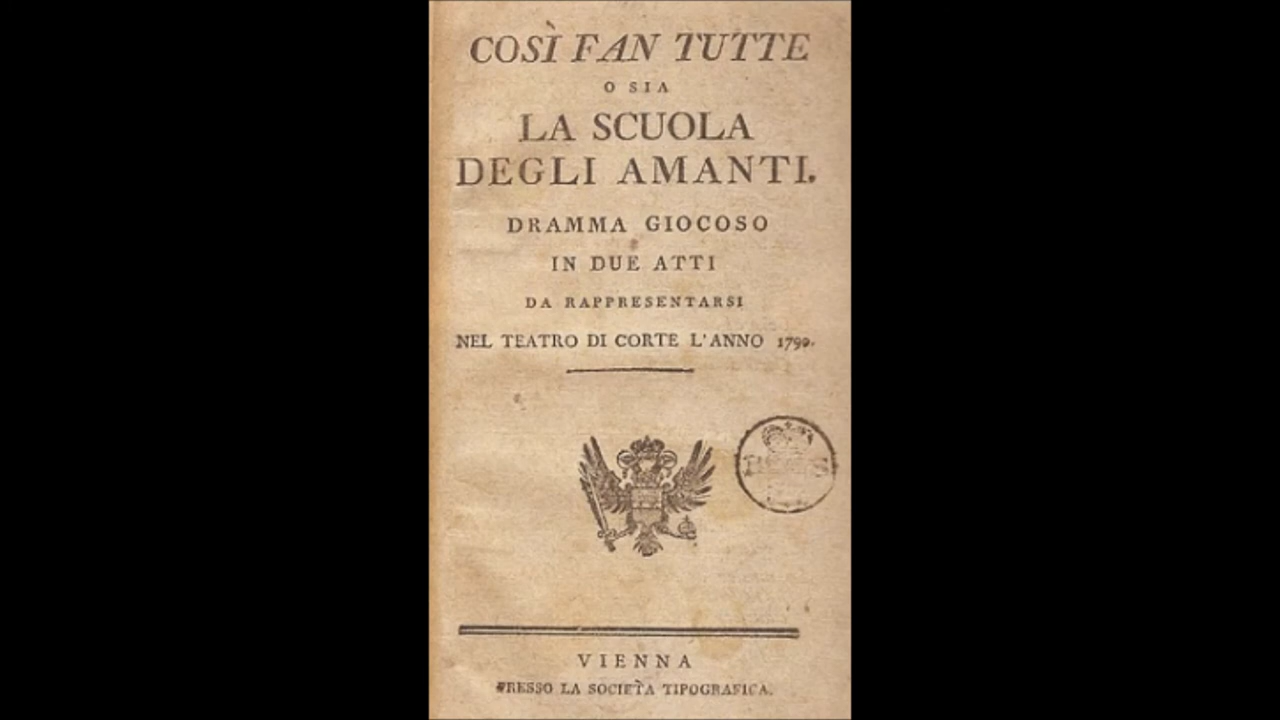 COSÌ FAN TUTTE
O SIA
LA SCUOLA
DEGLI AMANTI.
DRAMMA GIOCOSO
IN DUE ATTI
DA RAPPRESENTARSI
NEL TEATRO DI CORTE L'ANNO 1790.
VIENNA
PRESSO LA SOCIETÀ TIPOGRAFICA.